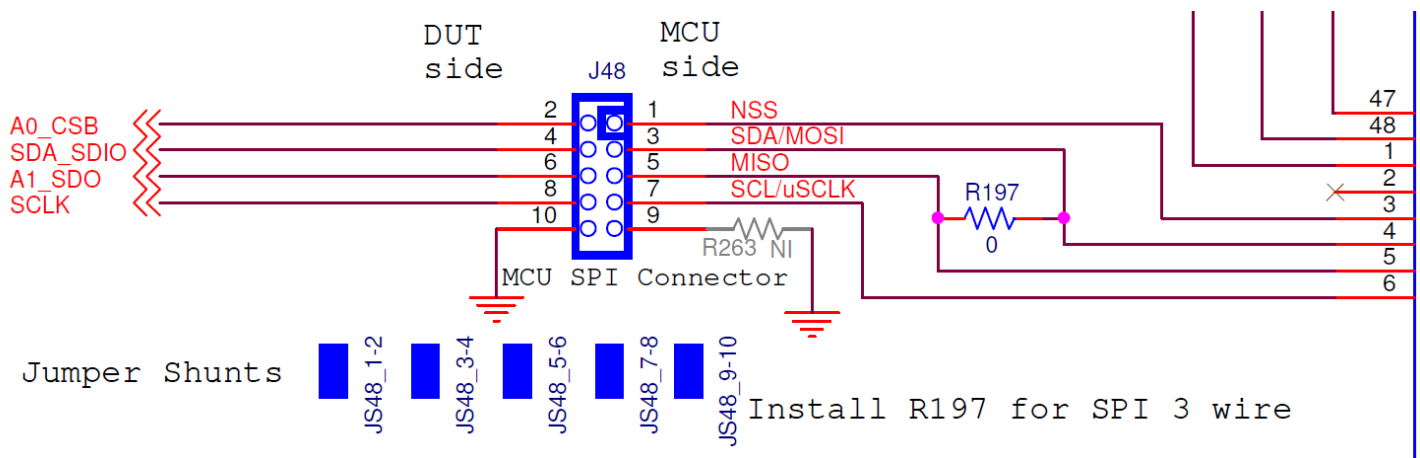 DUT side
MCU side
J48
A0_CSB
SDA_SDIO
A1_SDO
SCLK
2 1 NSS
4 3 SDA/MOSI
6 5 MISO
8 7 SCL/uSCLK
10 9
R263 NI
R197
0
47
48
1
2
3
4
5
6
MCU SPI Connector
Jumper Shunts
JS48_1-2
JS48_3-4
JS48_5-6
JS48_7-8
JS48_9-10
Install R197 for SPI 3 wire